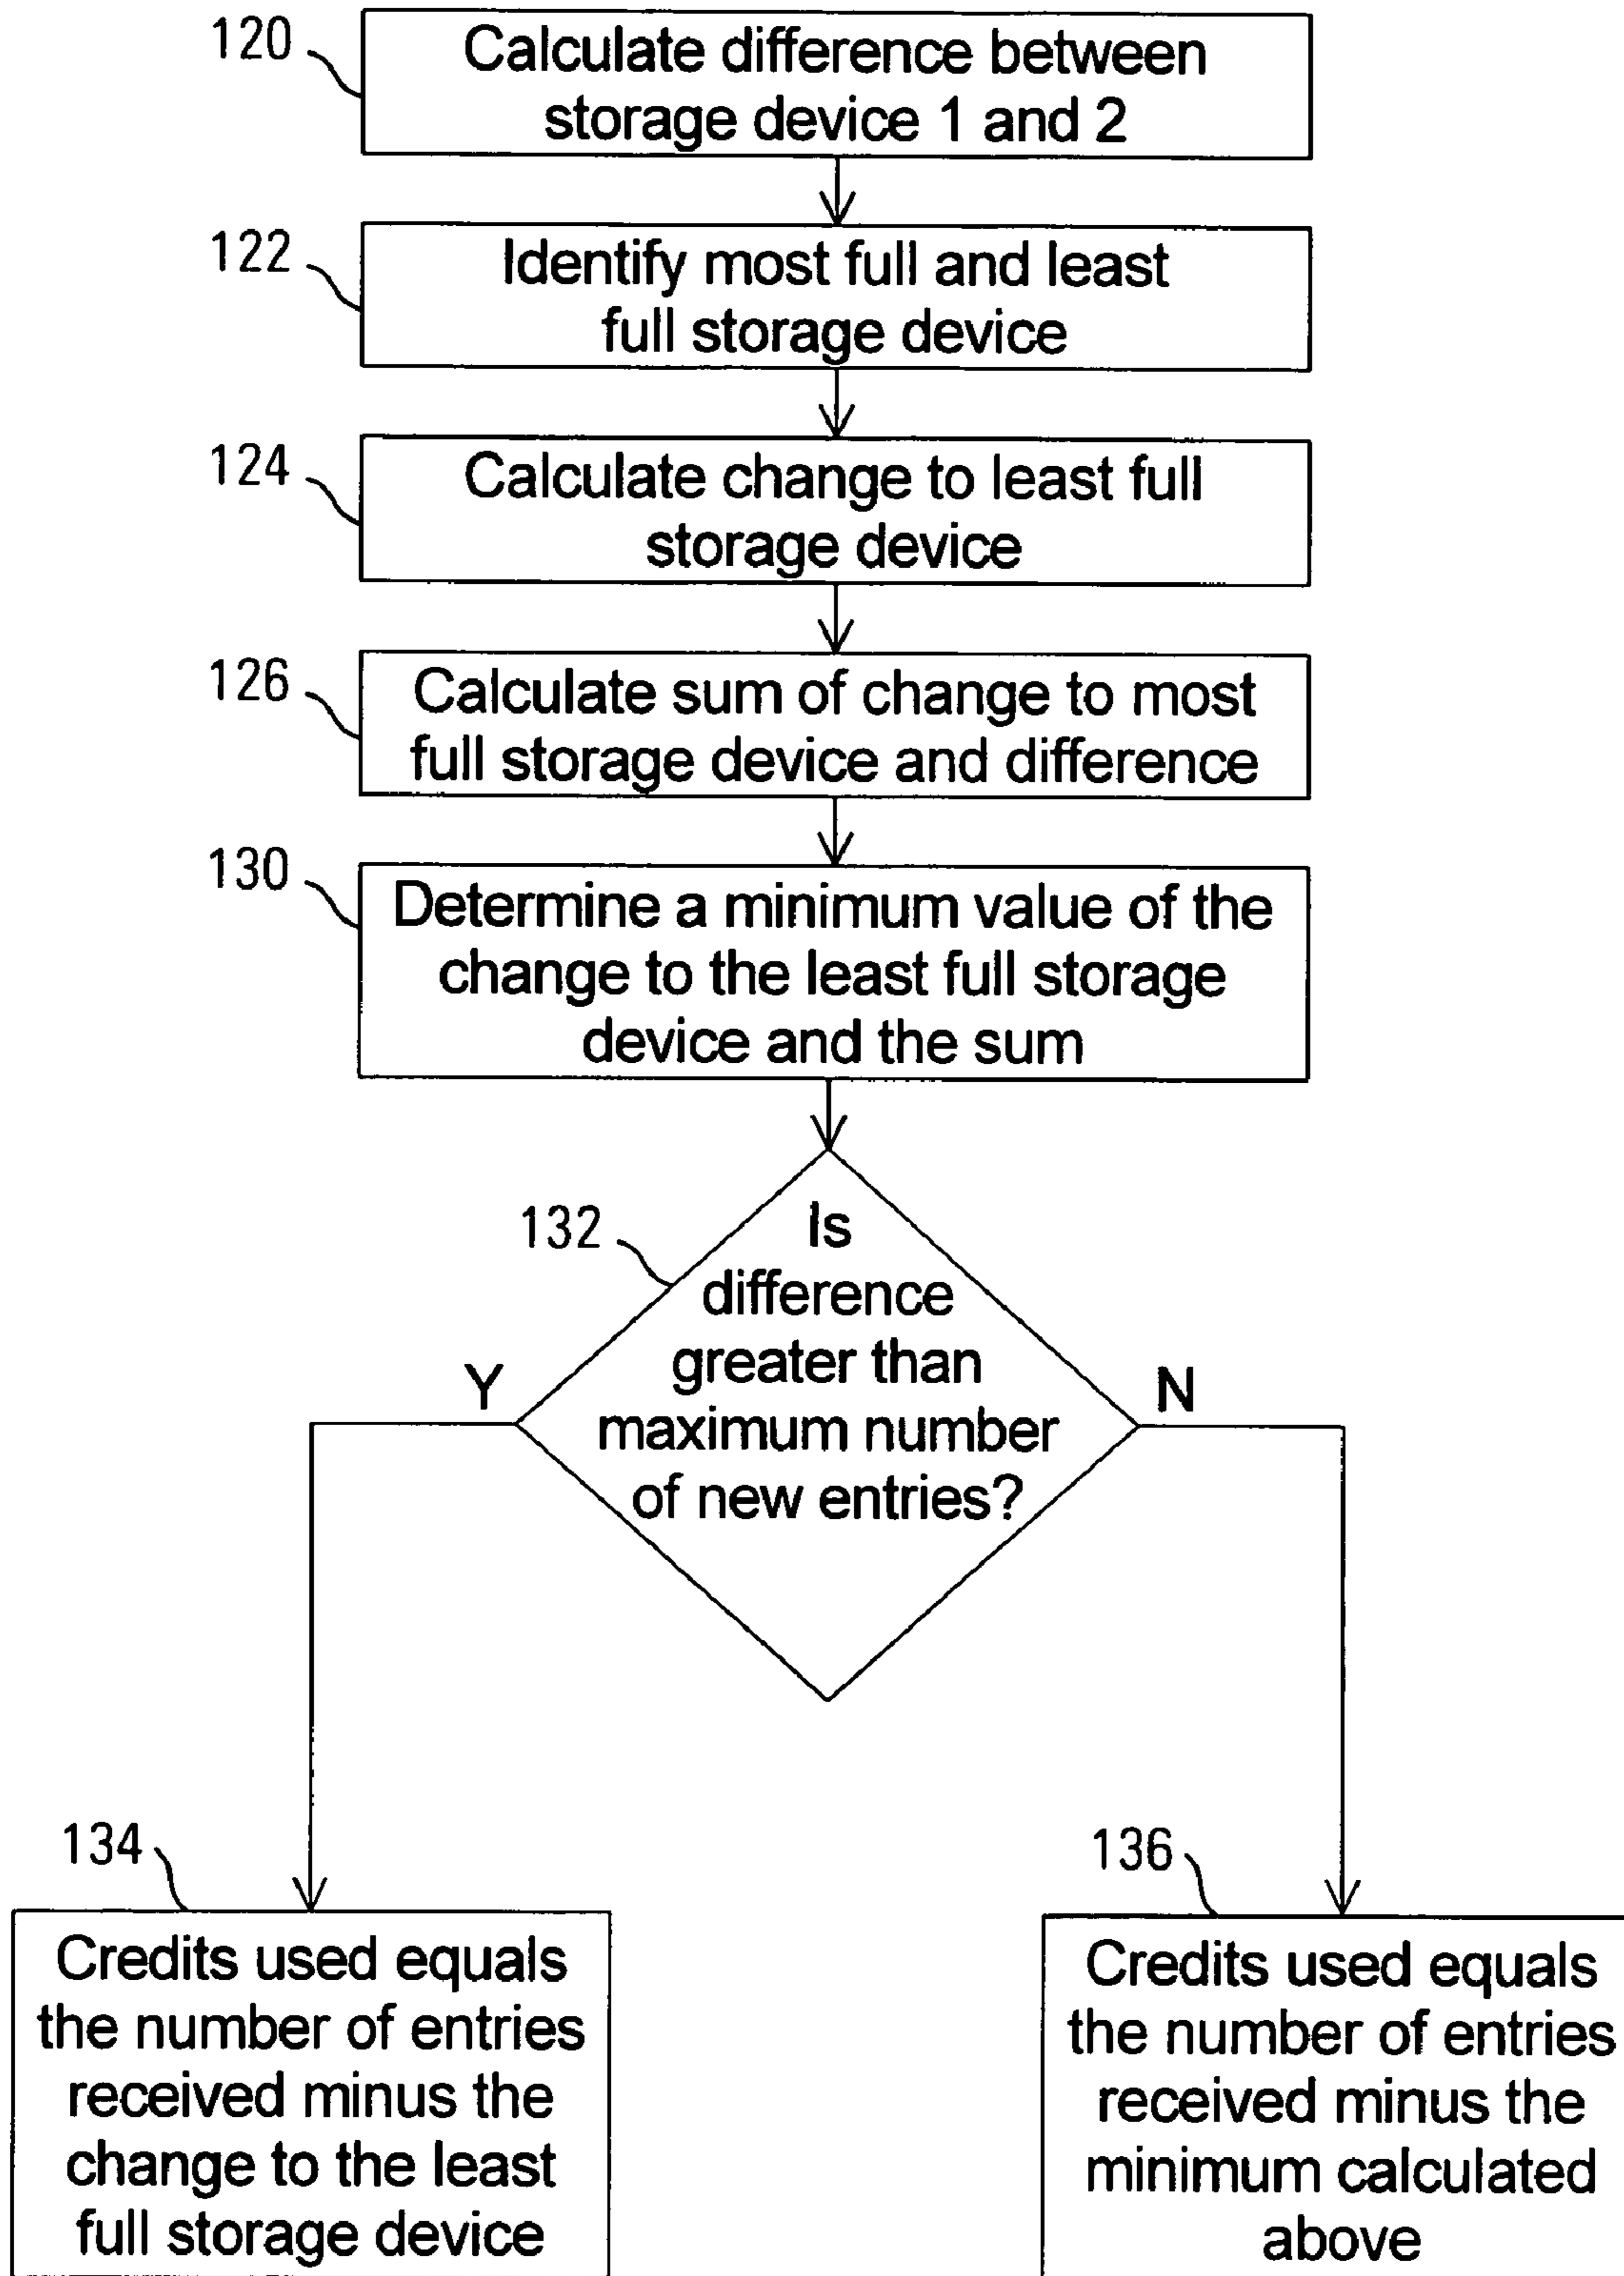 120
Calculate difference between
storage device 1 and 2
122
Identify most full and least
full storage device
124
Calculate change to least full
storage device
126
Calculate sum of change to most
full storage device and difference
130
Determine a minimum value of the
change to the least full storage
device and the sum
132
Is
difference
greater than
maximum number
of new entries?
Y
N
134
Credits used equals
the number of entries
received minus the
change to the least
full storage device
136
Credits used equals
the number of entries
received minus the
minimum calculated
above